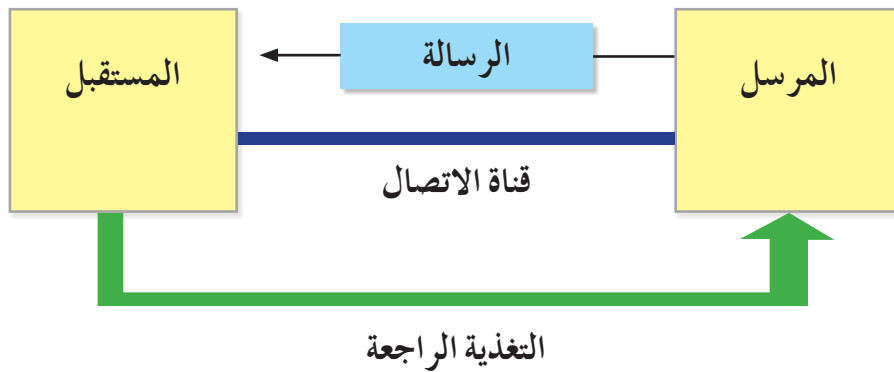 المرسل
الرسالة
المستقبل
قناة الاتصال
التغذية الراجعة